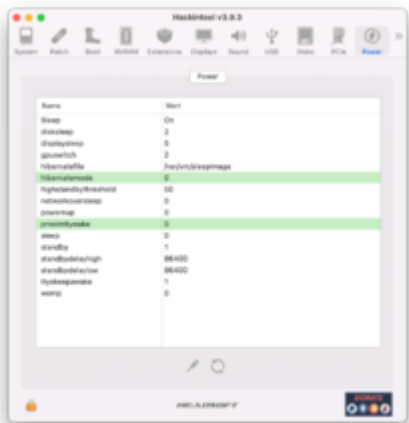 Hackintool v3.9.3
System Patch Boot NVRAM Extensions Displays Sound USB Disks PCIe Power
Power
Name Wert
Sleep On
disksleep 2
displaysleep 5
gpuswitch 2
hibernatefile /var/vm/sleepimage
hibernatemode 0
highstandbythreshold 50
networkoversleep 0
powernap 0
proximitywake 0
sleep 0
standby 1
standbydelayhigh 86400
standbydelaylow 86400
ttyskeepawake 1
womp 0
HEADSOFT
DONATE